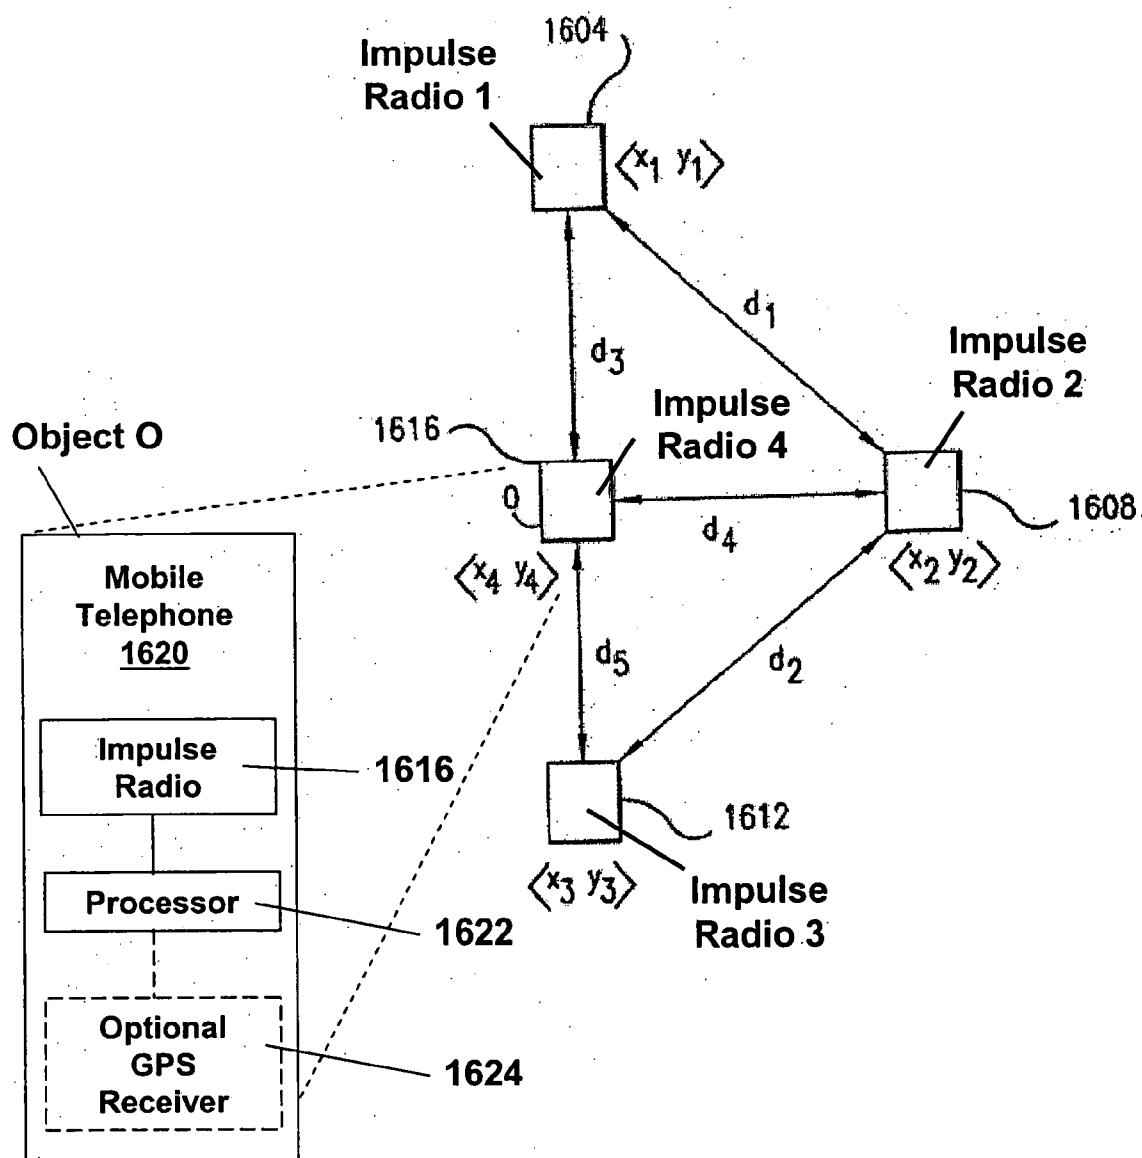 1604
Impulse
Radio 1
⟨x1 y1⟩
d1
d3
Impulse
Radio 2
Impulse
Radio 4
1616
Object O
O
1608
d4
⟨x4 y4⟩
⟨x2 y2⟩
Mobile
Telephone
1620
d5
d2
Impulse
Radio
1616
1612
⟨x3 y3⟩
Impulse
Radio 3
Processor
1622
Optional
GPS
Receiver
1624